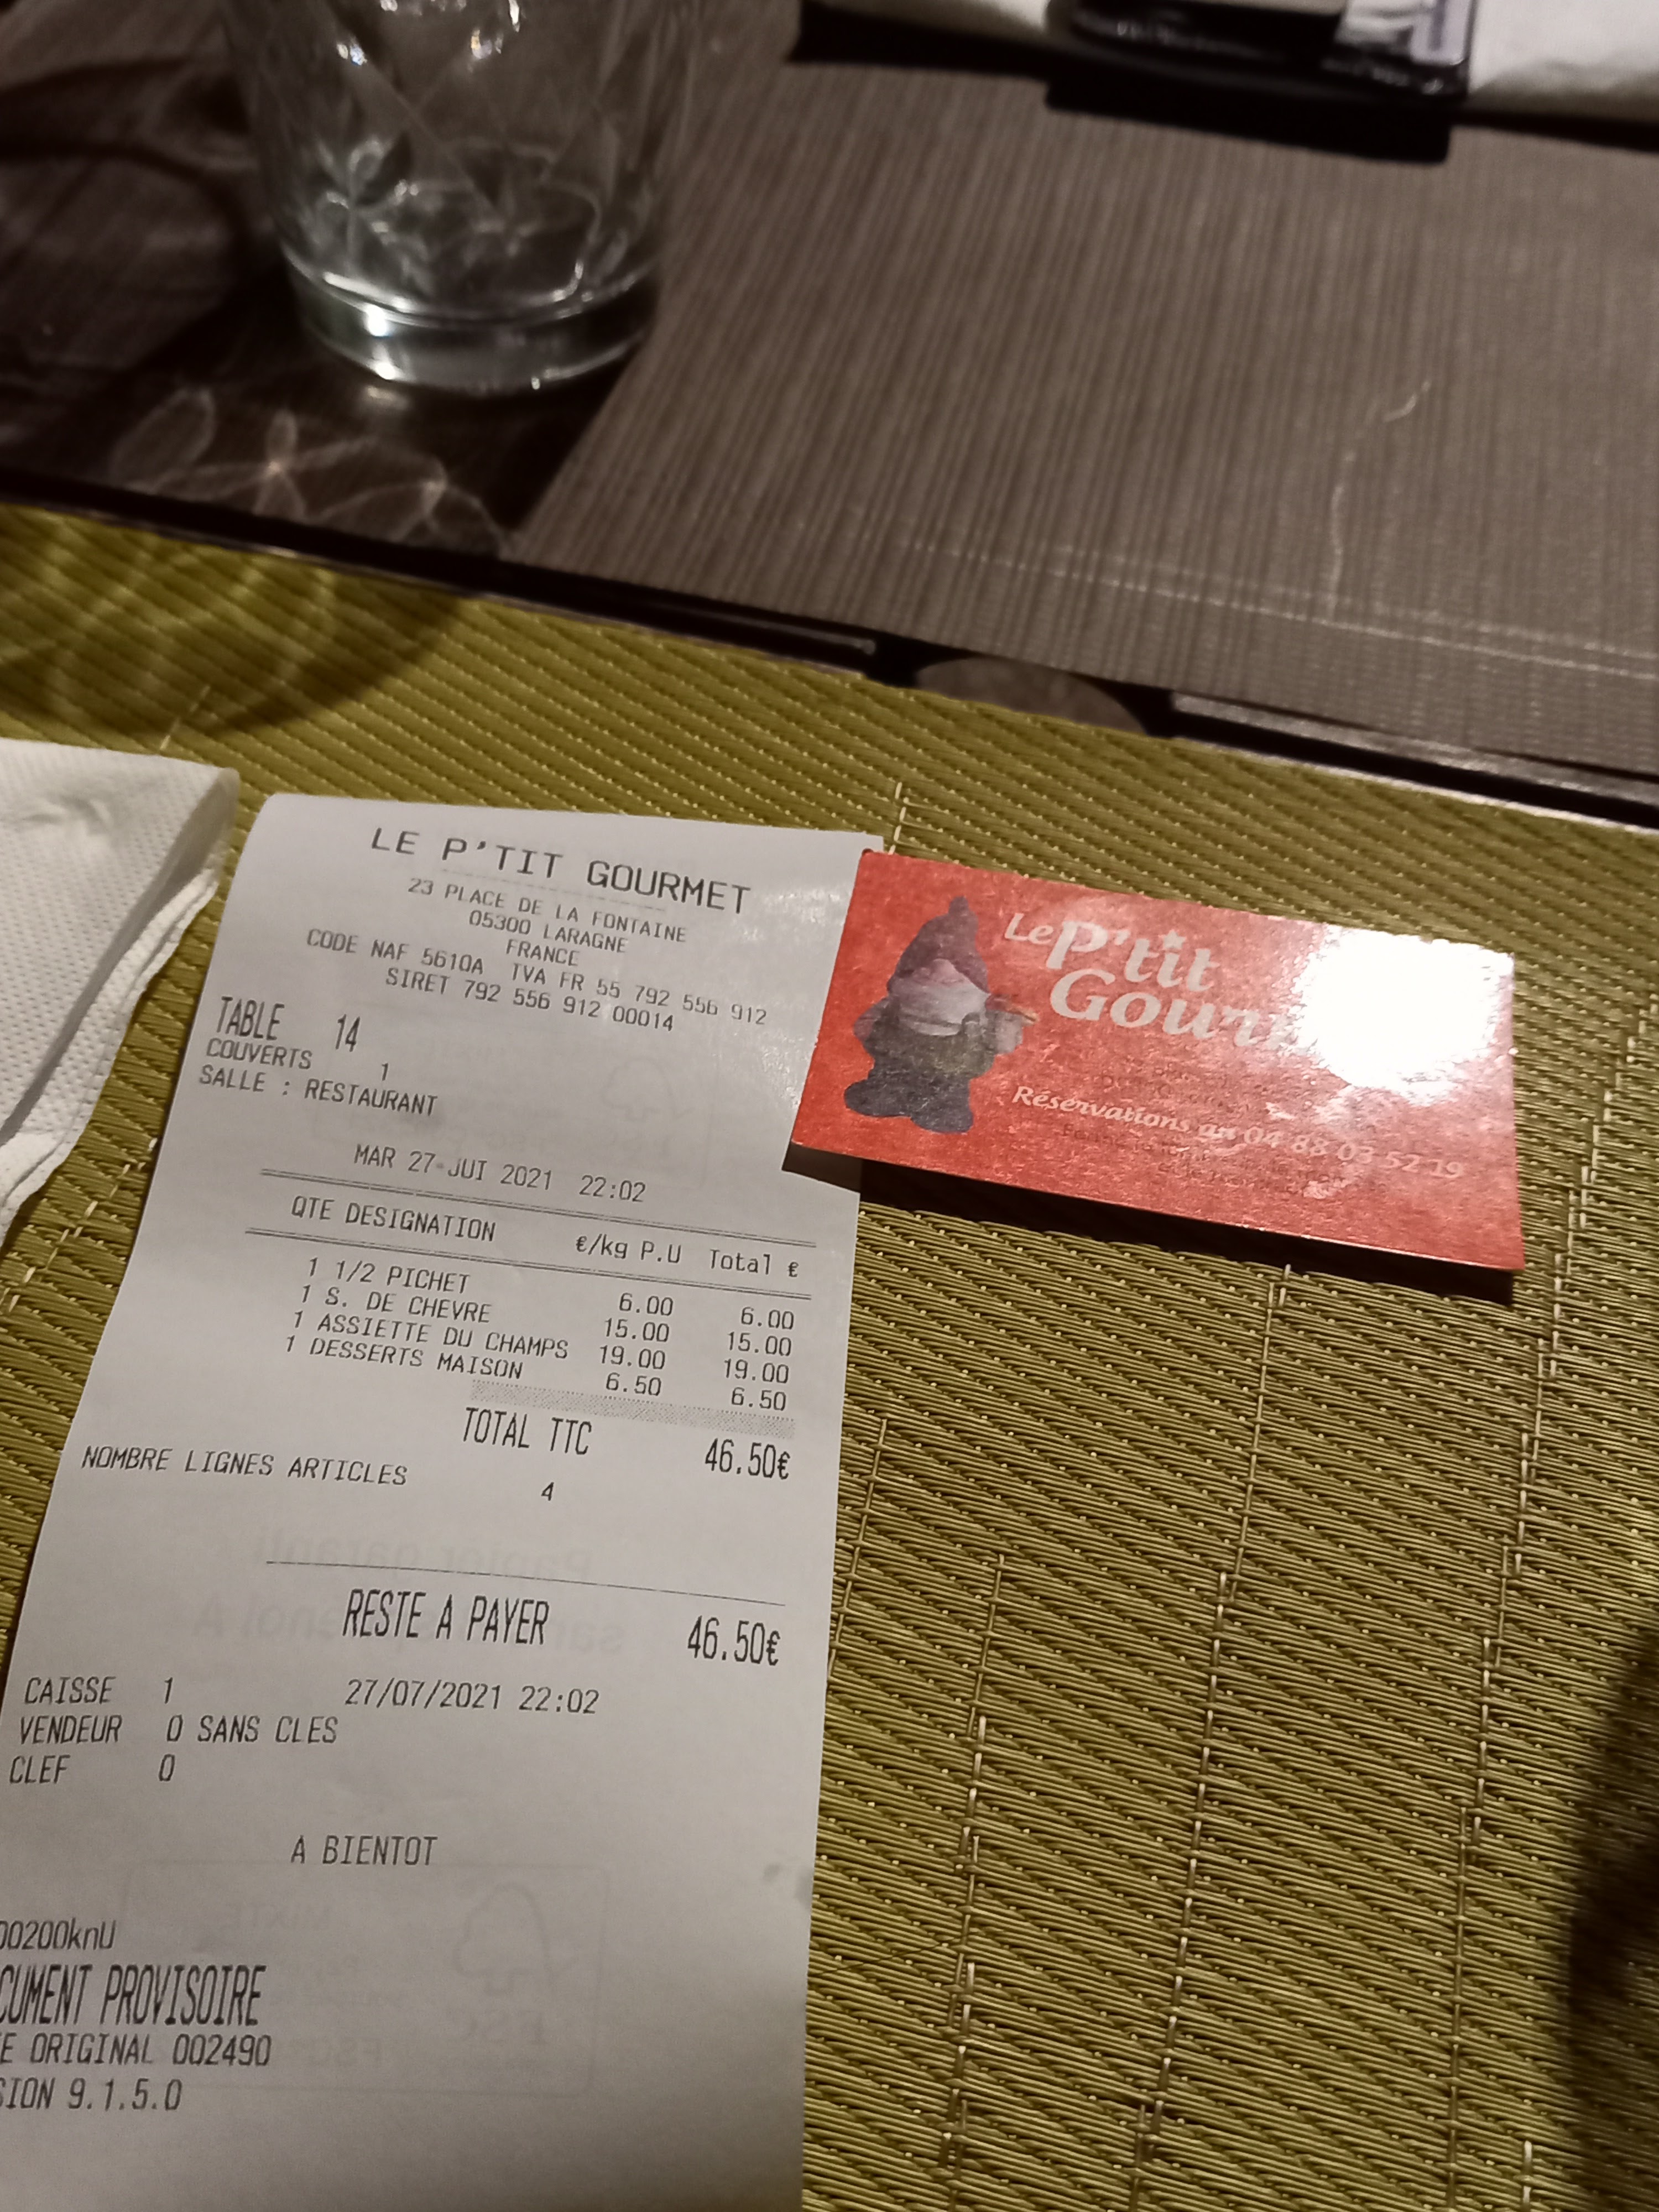 LE P'TIT GOURMET
23 PLACE DE LA FONTAINE
05300 LARAGNE
FRANCE
CODE NAF 5610A TVA FR 55 792 556 912
SIRET 792 556 912 00014
TABLE 14
COUVERTS 1
SALLE : RESTAURANT
MAR 27-JUI 2021 22:02
QTE DESIGNATION €/kg P.U Total €
1 1/2 PICHET 6.00 6.00
1 S. DE CHEVRE 15.00 15.00
1 ASSIETTE DU CHAMPS 19.00 19.00
1 DESSERTS MAISON 6.50 6.50
TOTAL TTC 46.50€
NOMBRE LIGNES ARTICLES 4
RESTE A PAYER 46.50€
CAISSE 1 27/07/2021 22:02
VENDEUR 0 SANS CLES
CLEF 0
A BIENTOT
00200knU
CUMENT PROVISOIRE
E ORIGINAL 002490
SION 9.1.5.0
Le P'tit
Gour
Réservations au 04 88 03 52 19